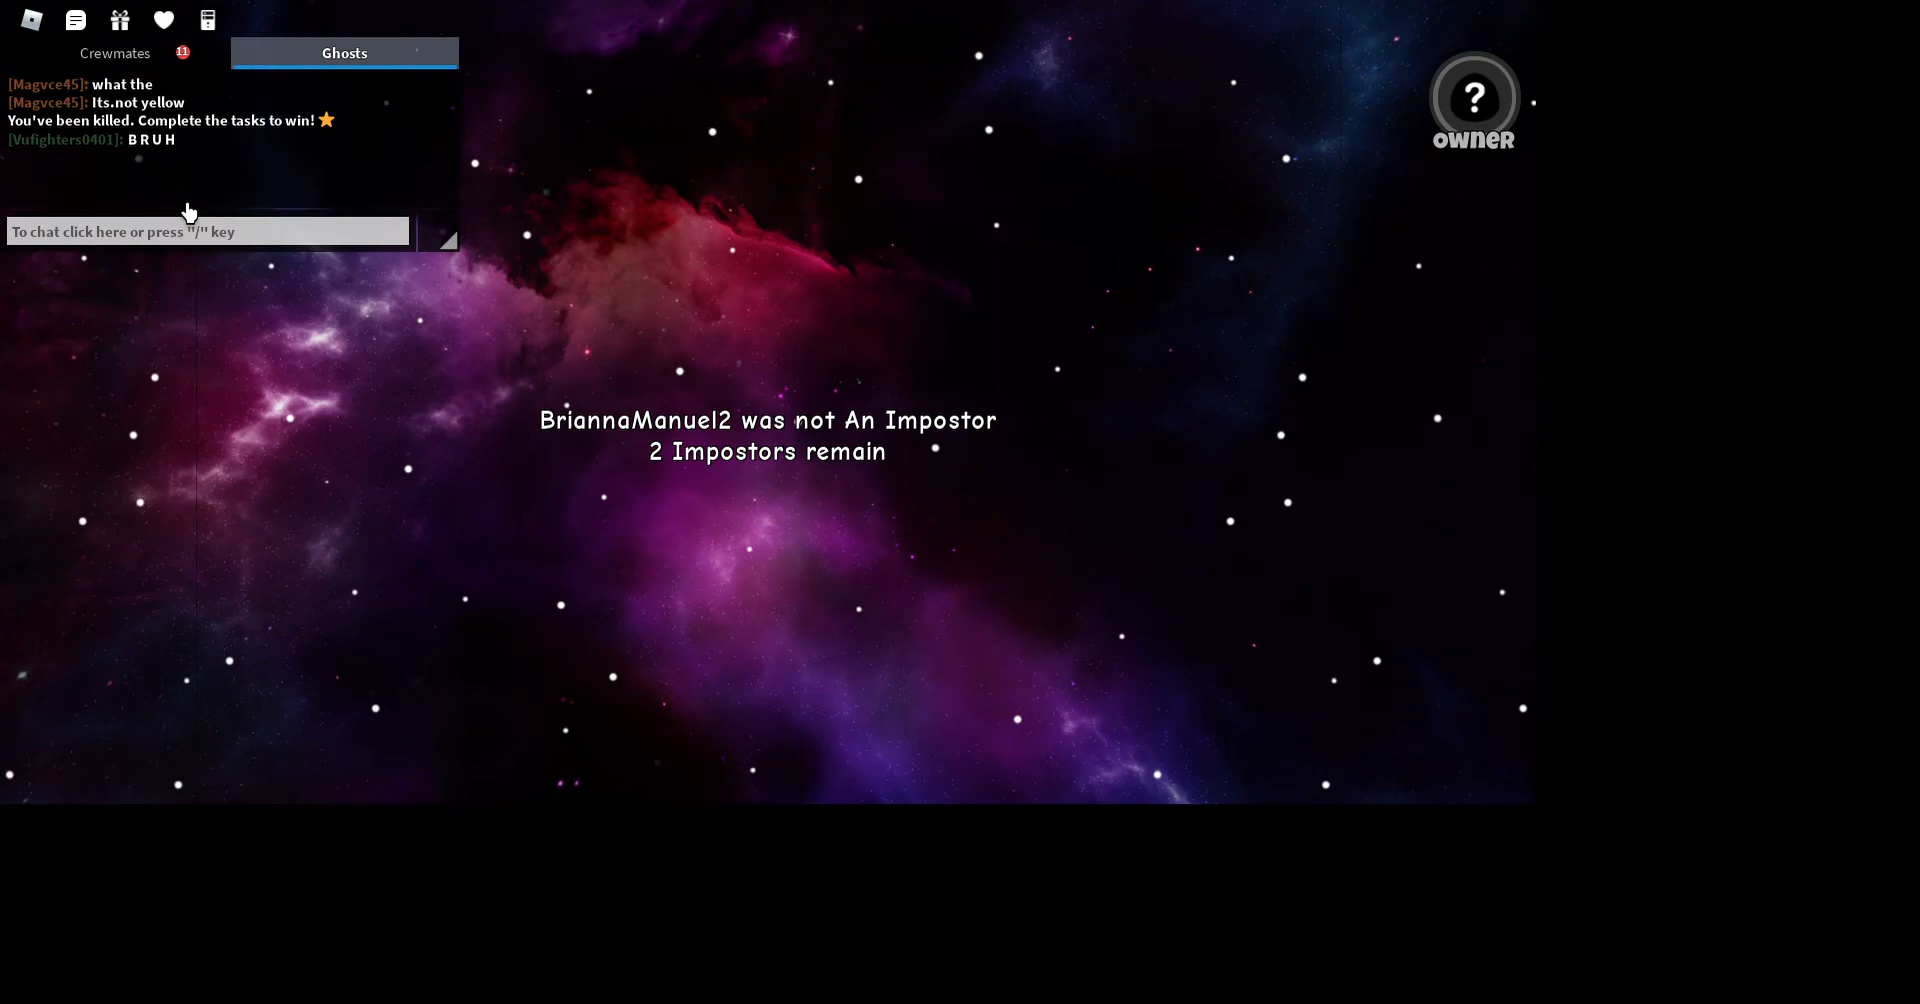 Crewmates 11 Ghosts
[Magvce45]: what the
[Magvce45]: Its.not yellow
You've been killed. Complete the tasks to win! ⭐
[Vufighters0401]: B R U H
To chat click here or press "/" key
?
OWNER
BriannaManuel2 was not An Impostor
2 Impostors remain